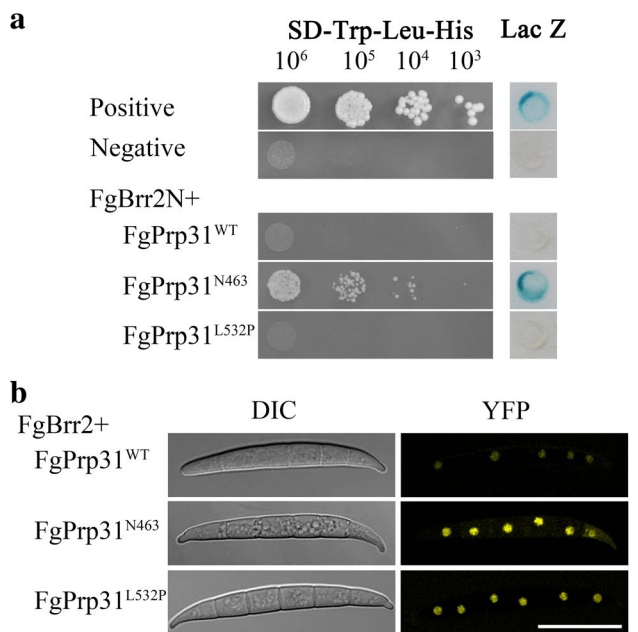 a
SD-Trp-Leu-His Lac Z
10⁶ 10⁵ 10⁴ 10³
Positive
Negative
FgBrr2N+
FgPrp31ᵂᵀ
FgPrp31ᴺ⁴⁶³
FgPrp31ᴸ⁵³²ᴾ
b
DIC YFP
FgBrr2+
FgPrp31ᵂᵀ
FgPrp31ᴺ⁴⁶³
FgPrp31ᴸ⁵³²ᴾ